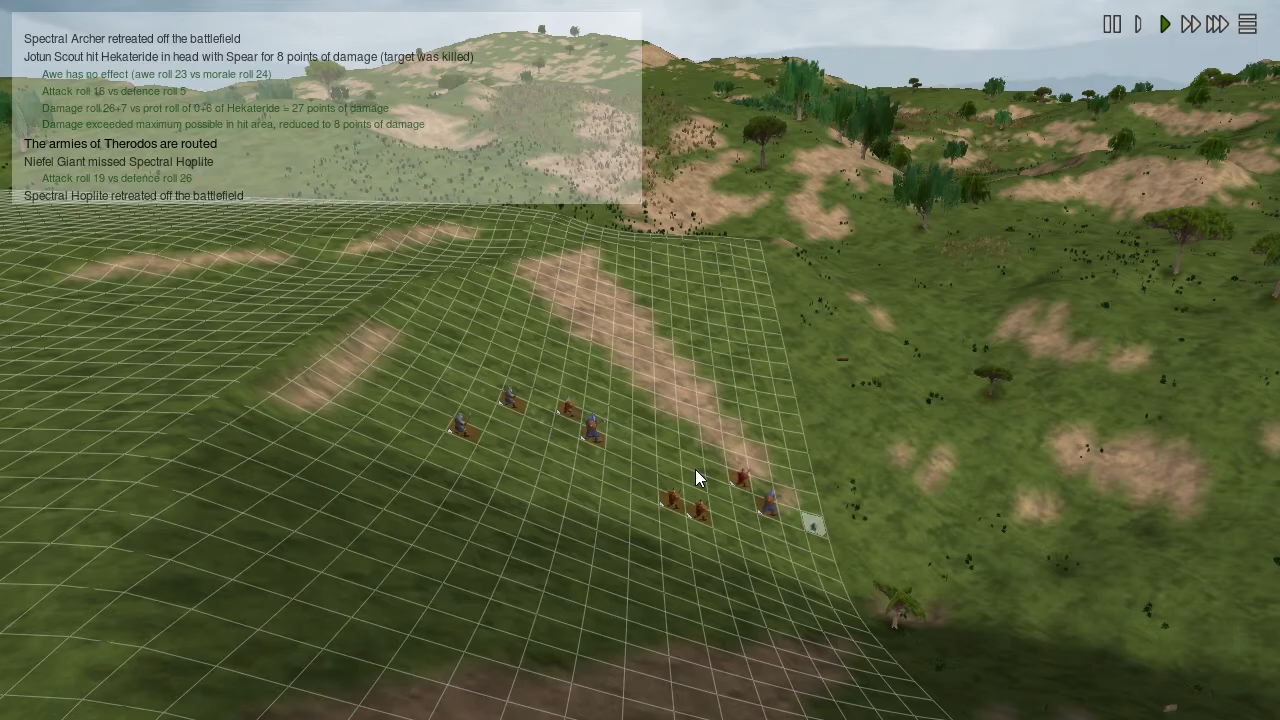 Spectral Archer retreated off the battlefield
Jotun Scout hit Hekateride in head with Spear for 8 points of damage (target was killed)
Awe has no effect (awe roll 23 vs morale roll 24)
Attack roll 16 vs defence roll 5
Damage roll 26+7 vs prot roll of 0+6 of Hekateride = 27 points of damage
Damage exceeded maximum possible in hit area, reduced to 8 points of damage
The armies of Therodos are routed
Niefel Giant missed Spectral Hoplite
Attack roll 19 vs defence roll 26
Spectral Hoplite retreated off the battlefield